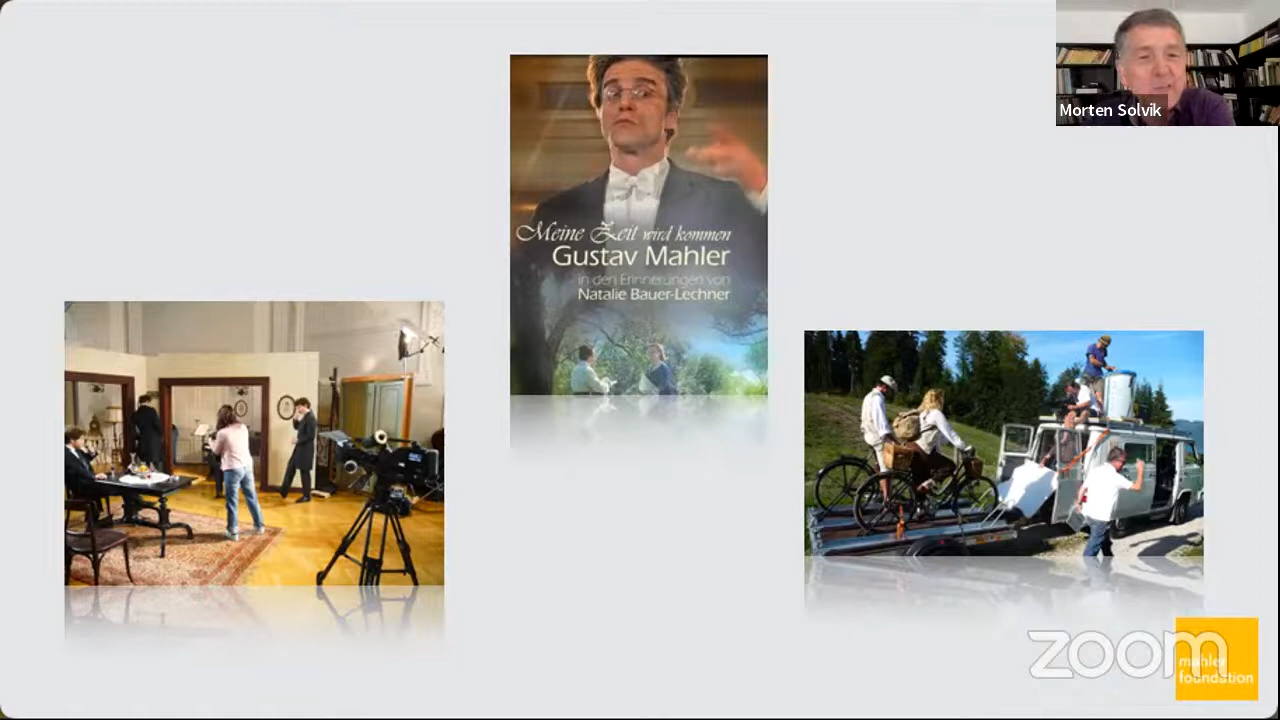 Morten Solvik
Meine Zeit wird kommen
Gustav Mahler
in den Erinnerungen von
Natalie Bauer-Lechner
zoom
mahler
foundation